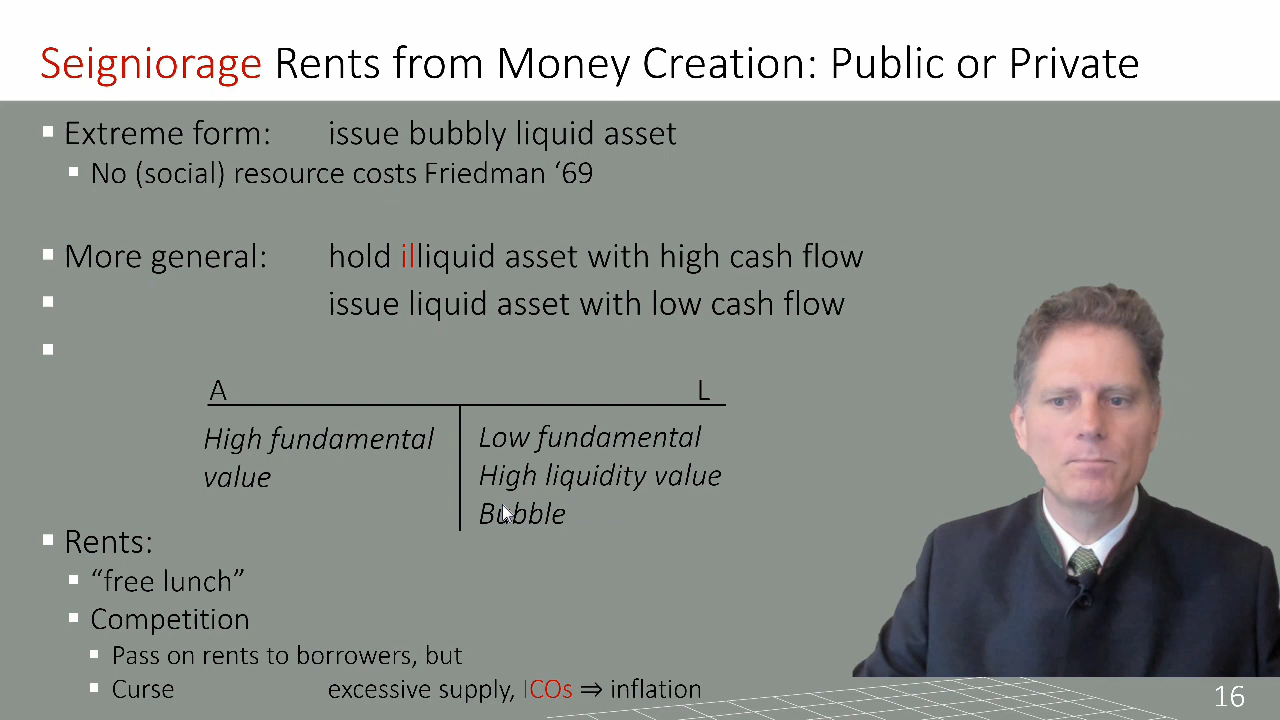 Seigniorage Rents from Money Creation: Public or Private
Extreme form: issue bubbly liquid asset
No (social) resource costs Friedman ‘69
More general: hold illiquid asset with high cash flow
issue liquid asset with low cash flow
A L
High fundamental
value
Low fundamental
High liquidity value
Bubble
Rents:
“free lunch”
Competition
Pass on rents to borrowers, but
Curse excessive supply, ICOs ⇒ inflation
16